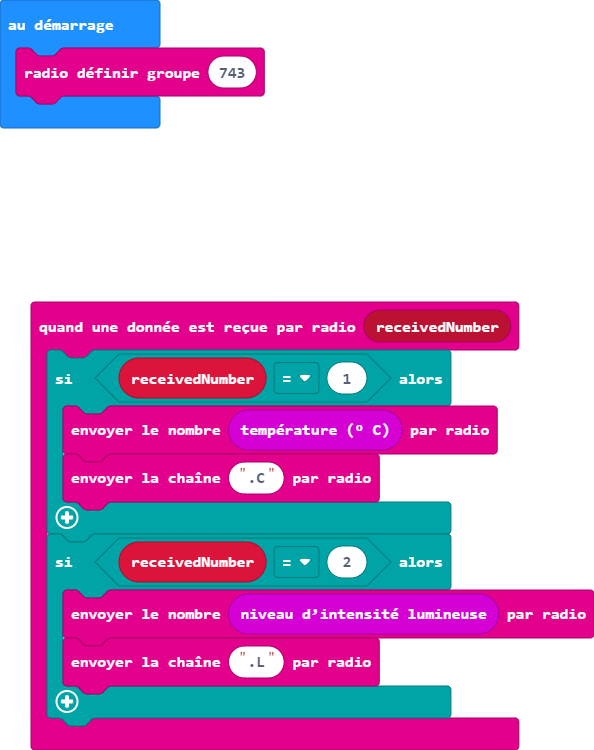 au démarrage
radio définir groupe 743
quand une donnée est reçue par radio receivedNumber
si receivedNumber = 1 alors
envoyer le nombre température (º C) par radio
envoyer la chaîne ".C" par radio
si receivedNumber = 2 alors
envoyer le nombre niveau d’intensité lumineuse par radio
envoyer la chaîne ".L" par radio